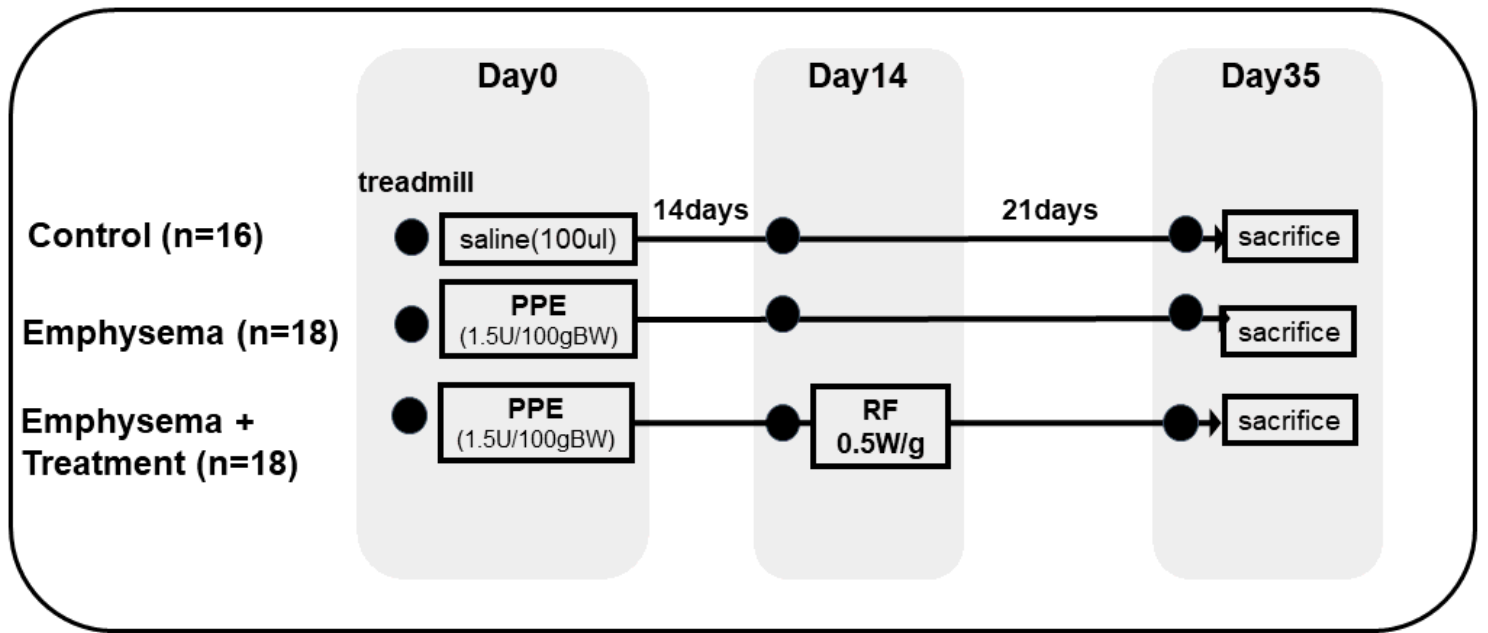 Day0
Day14
Day35
treadmill
14days
21days
Control (n=16)
saline(100ul)
sacrifice
Emphysema (n=18)
PPE
(1.5U/100gBW)
sacrifice
Emphysema +
Treatment (n=18)
PPE
(1.5U/100gBW)
RF
0.5W/g
sacrifice